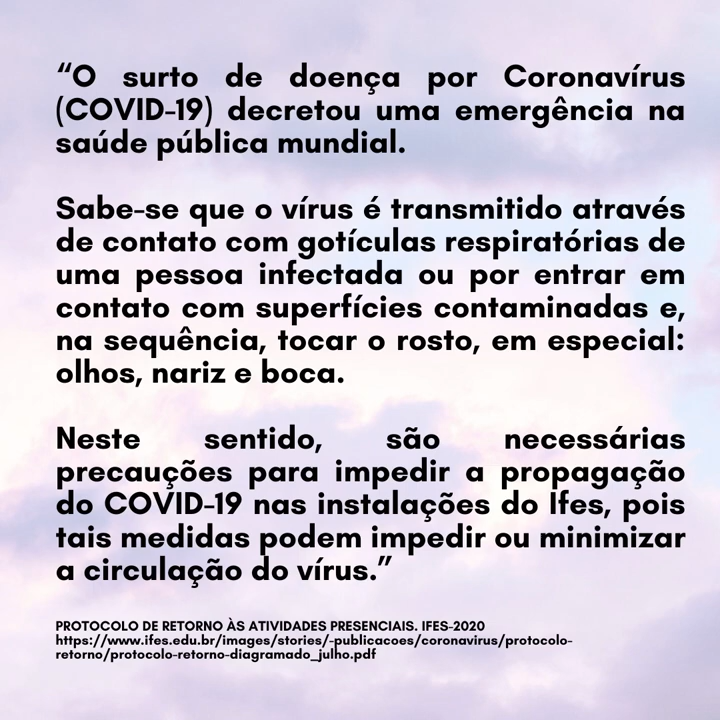 “O surto de doença por Coronavírus
(COVID-19) decretou uma emergência na
saúde pública mundial.
Sabe-se que o vírus é transmitido através
de contato com gotículas respiratórias de
uma pessoa infectada ou por entrar em
contato com superfícies contaminadas e,
na sequência, tocar o rosto, em especial:
olhos, nariz e boca.
Neste sentido, são necessárias
precauções para impedir a propagação
do COVID-19 nas instalações do Ifes, pois
tais medidas podem impedir ou minimizar
a circulação do vírus.”
PROTOCOLO DE RETORNO ÀS ATIVIDADES PRESENCIAIS. IFES-2020
https://www.ifes.edu.br/images/stories/-publicacoes/coronavirus/protocolo-
retorno/protocolo-retorno-diagramado_julho.pdf